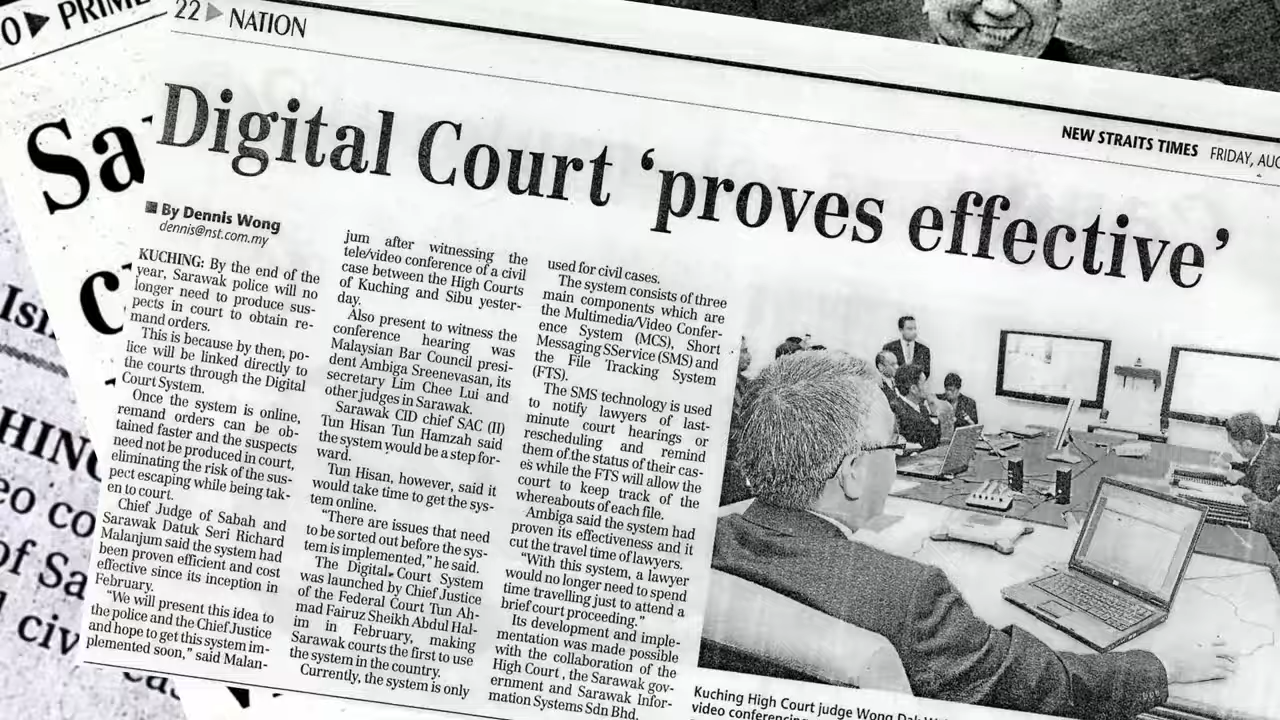 22 ▶ NATION
NEW STRAITS TIMES FRIDAY, AUG
Digital Court ‘proves effective’
■ By Dennis Wong
dennis@nst.com.my
KUCHING: By the end of the
year, Sarawak police will no
longer need to produce sus-
pects in court to obtain re-
mand orders.
This is because by then, po-
lice will be linked directly to
the courts through the Digital
Court System.
Once the system is online,
remand orders can be ob-
tained faster and the suspects
need not be produced in court,
eliminating the risk of the sus-
pect escaping while being tak-
en to court.
Chief Judge of Sabah and
Sarawak Datuk Seri Richard
Malanjum said the system had
been proven efficient and cost
effective since its inception in
February.
“We will present this idea to
the police and the Chief Justice
and hope to get this system im-
plemented soon,” said Malan-
jum after witnessing the
tele/video conference of a civil
case between the High Courts
of Kuching and Sibu yester-
day.
Also present to witness the
conference hearing was
Malaysian Bar Council presi-
dent Ambiga Sreenevasan, its
secretary Lim Chee Lui and
other judges in Sarawak.
Sarawak CID chief SAC (II)
Tun Hisan Tun Hamzah said
the system would be a step for-
ward.
Tun Hisan, however, said it
would take time to get the sys-
tem online.
“There are issues that need
to be sorted out before the sys-
tem is implemented,” he said.
The Digital Court System
was launched by Chief Justice
of the Federal Court Tun Ah-
mad Fairuz Sheikh Abdul Hal-
im in February, making
Sarawak courts the first to use
the system in the country.
Currently, the system is only
used for civil cases.
The system consists of three
main components which are
the Multimedia/Video Confer-
ence System (MCS), Short
Messaging SService (SMS) and
the File Tracking System
(FTS).
The SMS technology is used
to notify lawyers of last-
minute court hearings or
rescheduling and remind
them of the status of their cas-
es while the FTS will allow the
court to keep track of the
whereabouts of each file.
Ambiga said the system had
proven its effectiveness and it
cut the travel time of lawyers.
“With this system, a lawyer
would no longer need to spend
time travelling just to attend a
brief court proceeding.”
Its development and imple-
mentation was made possible
with the collaboration of the
High Court , the Sarawak gov-
ernment and Sarawak Infor-
mation Systems Sdn Bhd.
Kuching High Court judge Wong
video conferencing
0 ▶ PRIME
Sa
c
HING
eo co
of Sa
civ